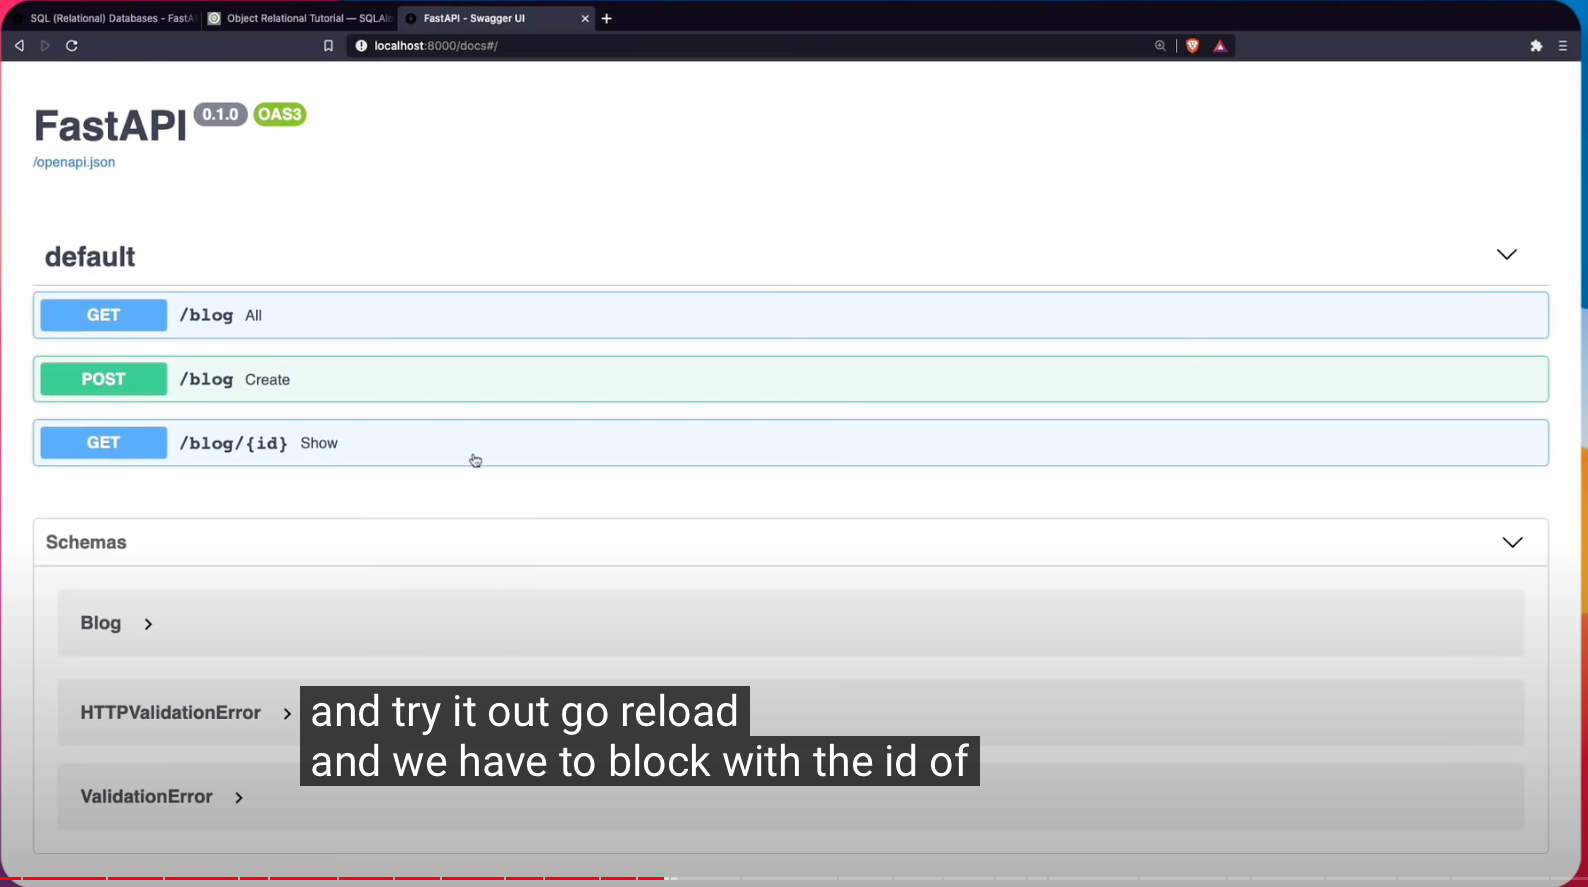 SQL (Relational) Databases - FastA
Object Relational Tutorial — SQLAl
FastAPI - Swagger UI
localhost:8000/docs#/
FastAPI 0.1.0 OAS3
/openapi.json
default
GET /blog All
POST /blog Create
GET /blog/{id} Show
Schemas
Blog
HTTPValidationError
ValidationError
and try it out go reload
and we have to block with the id of